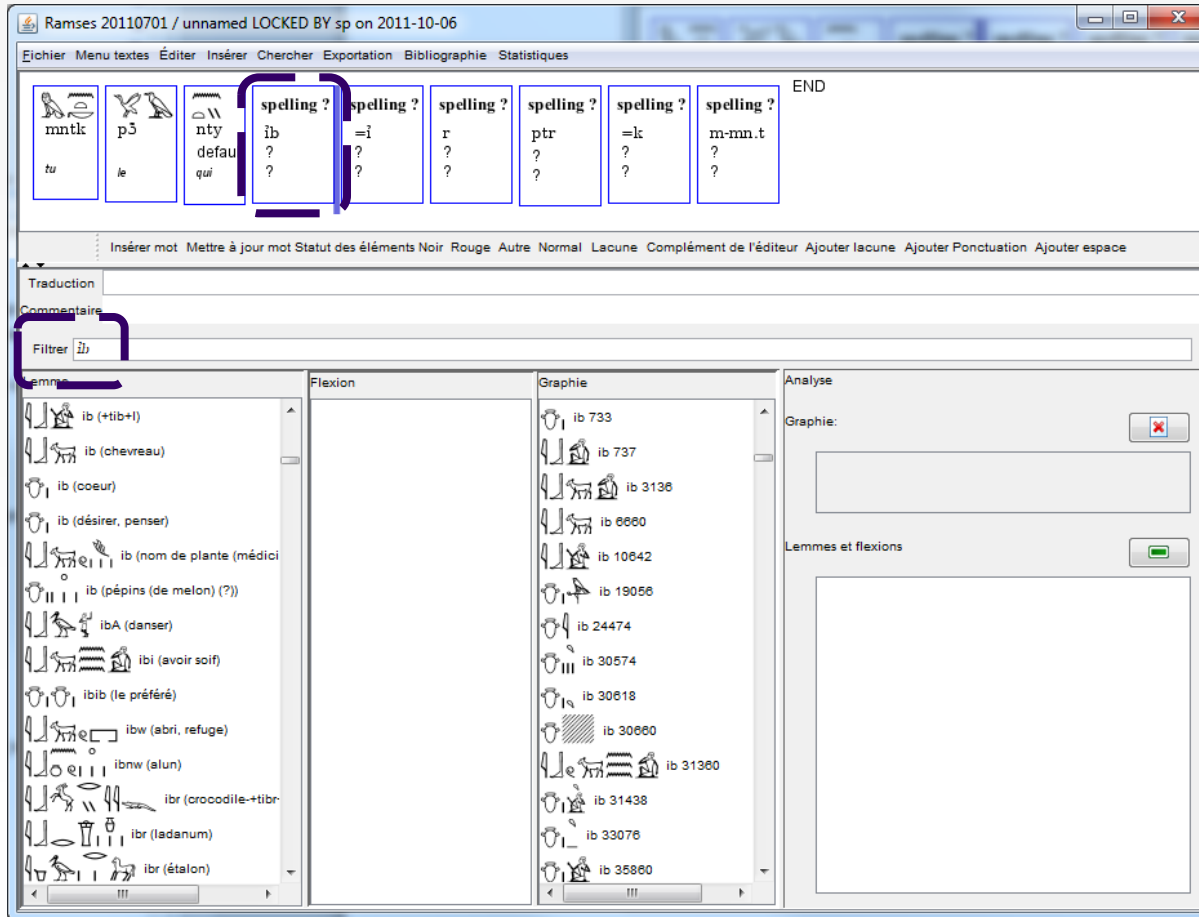 Ramses 20110701 / unnamed LOCKED BY sp on 2011-10-06
Fichier Menu textes Éditer Insérer Chercher Exportation Bibliographie Statistiques
spelling ? spelling ? spelling ? spelling ? spelling ? spelling ? END
mntk pꜣ nty ı͗b =ı͗ r ptr =k m-mn.t
defau ? ? ? ? ? ?
tu le qui ? ? ? ? ? ?
Insérer mot Mettre à jour mot Statut des éléments Noir Rouge Autre Normal Lacune Complément de l'éditeur Ajouter lacune Ajouter Ponctuation Ajouter espace
Traduction
Commentaire
Filtrer ı͗b
Lemme Flexion Graphie Analyse
ib (+tib+l) ib 733 Graphie:
ib (chevreau) ib 737
ib (coeur) ib 3136
ib (désirer, penser) ib 6660
ib (nom de plante (médici ib 10642 Lemmes et flexions
ib (pépins (de melon) (?)) ib 19056
ibA (danser) ib 24474
ibi (avoir soif) ib 30574
ibib (le préféré) ib 30618
ibw (abri, refuge) ib 30660
ibnw (alun) ib 31360
ibr (crocodile-+tibr- ib 31438
ibr (ladanum) ib 33076
ibr (étalon) ib 35860